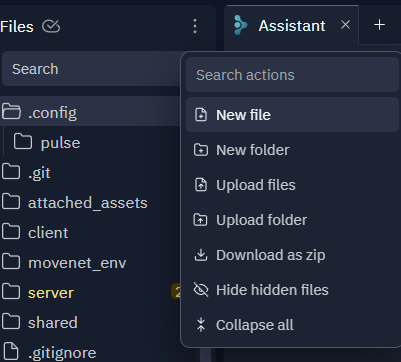 Files
Assistant
Search
Search actions
.config
New file
pulse
New folder
.git
Upload files
attached_assets
client
Upload folder
movenet_env
Download as zip
server
2
Hide hidden files
shared
Collapse all
.gitignore